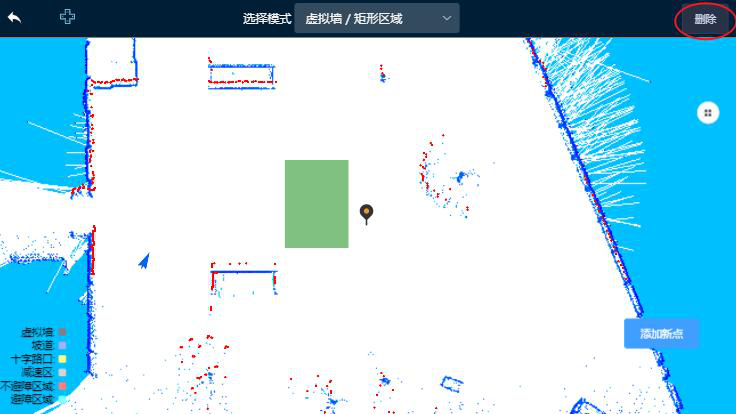 选择模式 虚拟墙 / 矩形区域 删除
虚拟墙:
坡道:
十字路口:
减速区:
不避障区域:
避障区域:
添加新点